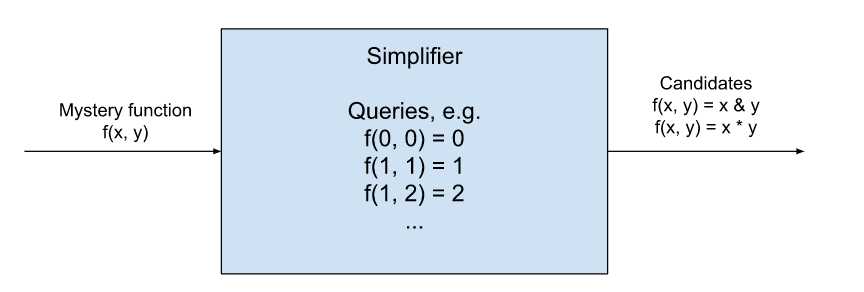 Simplifier
Mystery function
f(x, y)
Queries, e.g.
f(0, 0) = 0
f(1, 1) = 1
f(1, 2) = 2
...
Candidates
f(x, y) = x & y
f(x, y) = x * y